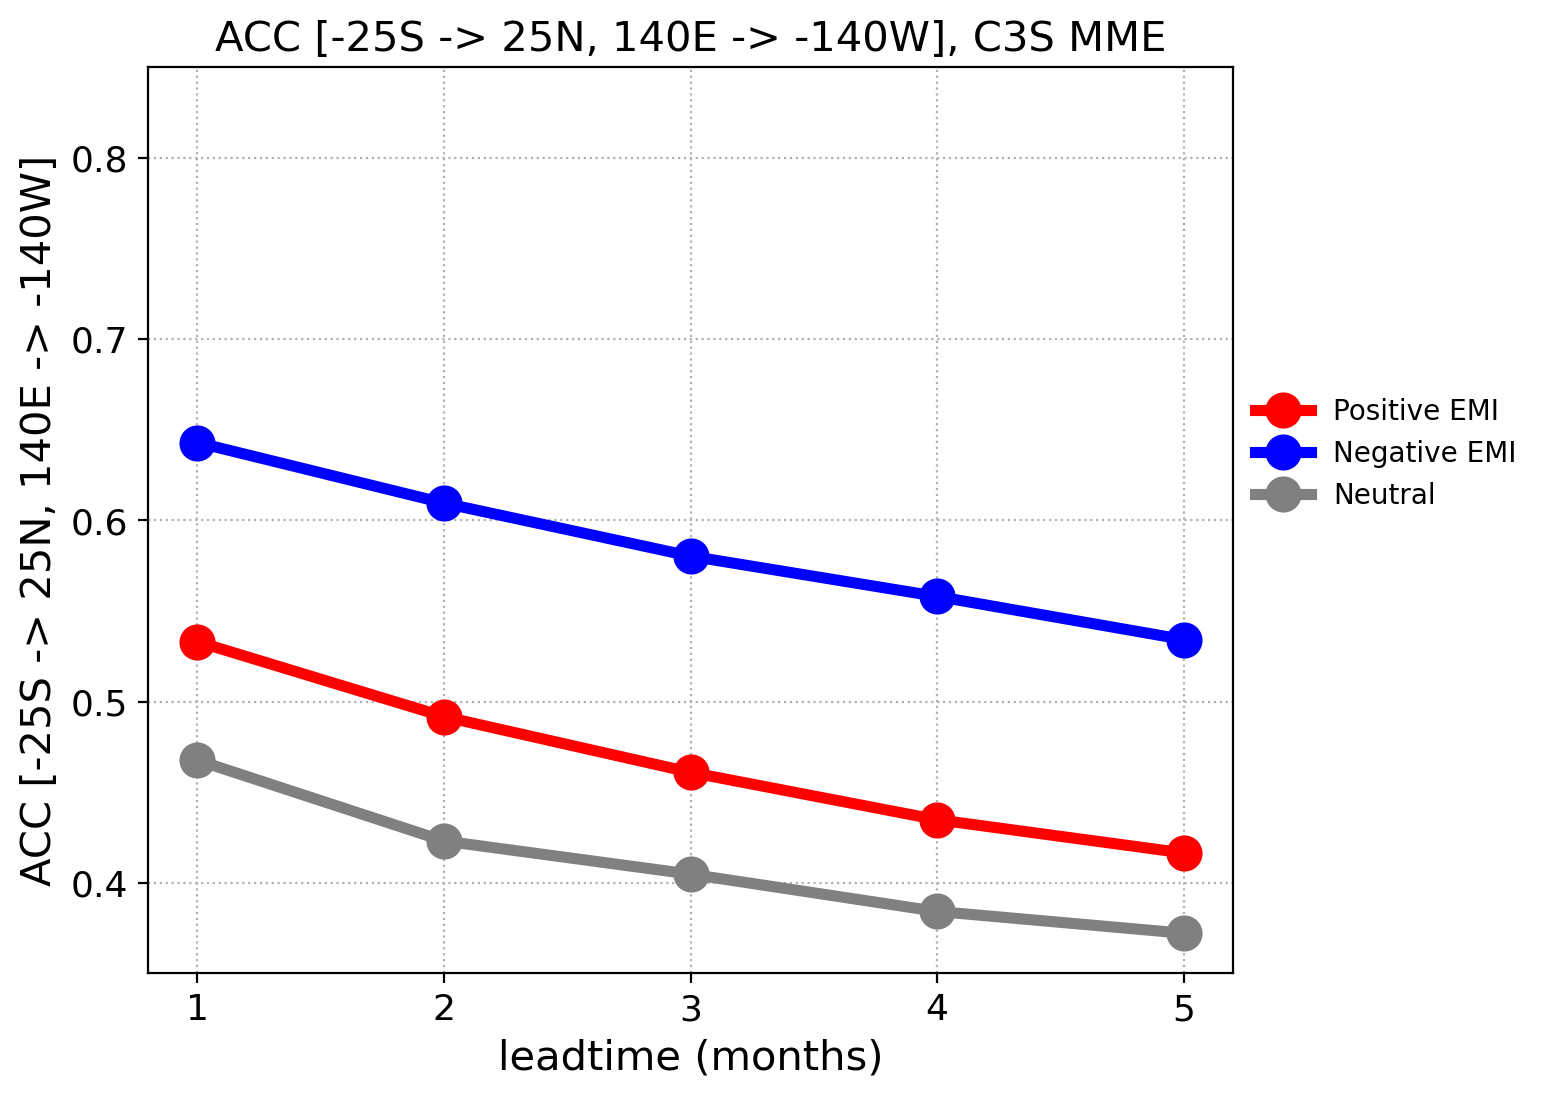 ACC [-25S -> 25N, 140E -> -140W], C3S MME
ACC [-25S -> 25N, 140E -> -140W]
0.8
0.7
0.6
0.5
0.4
1 2 3 4 5
leadtime (months)
Positive EMI
Negative EMI
Neutral